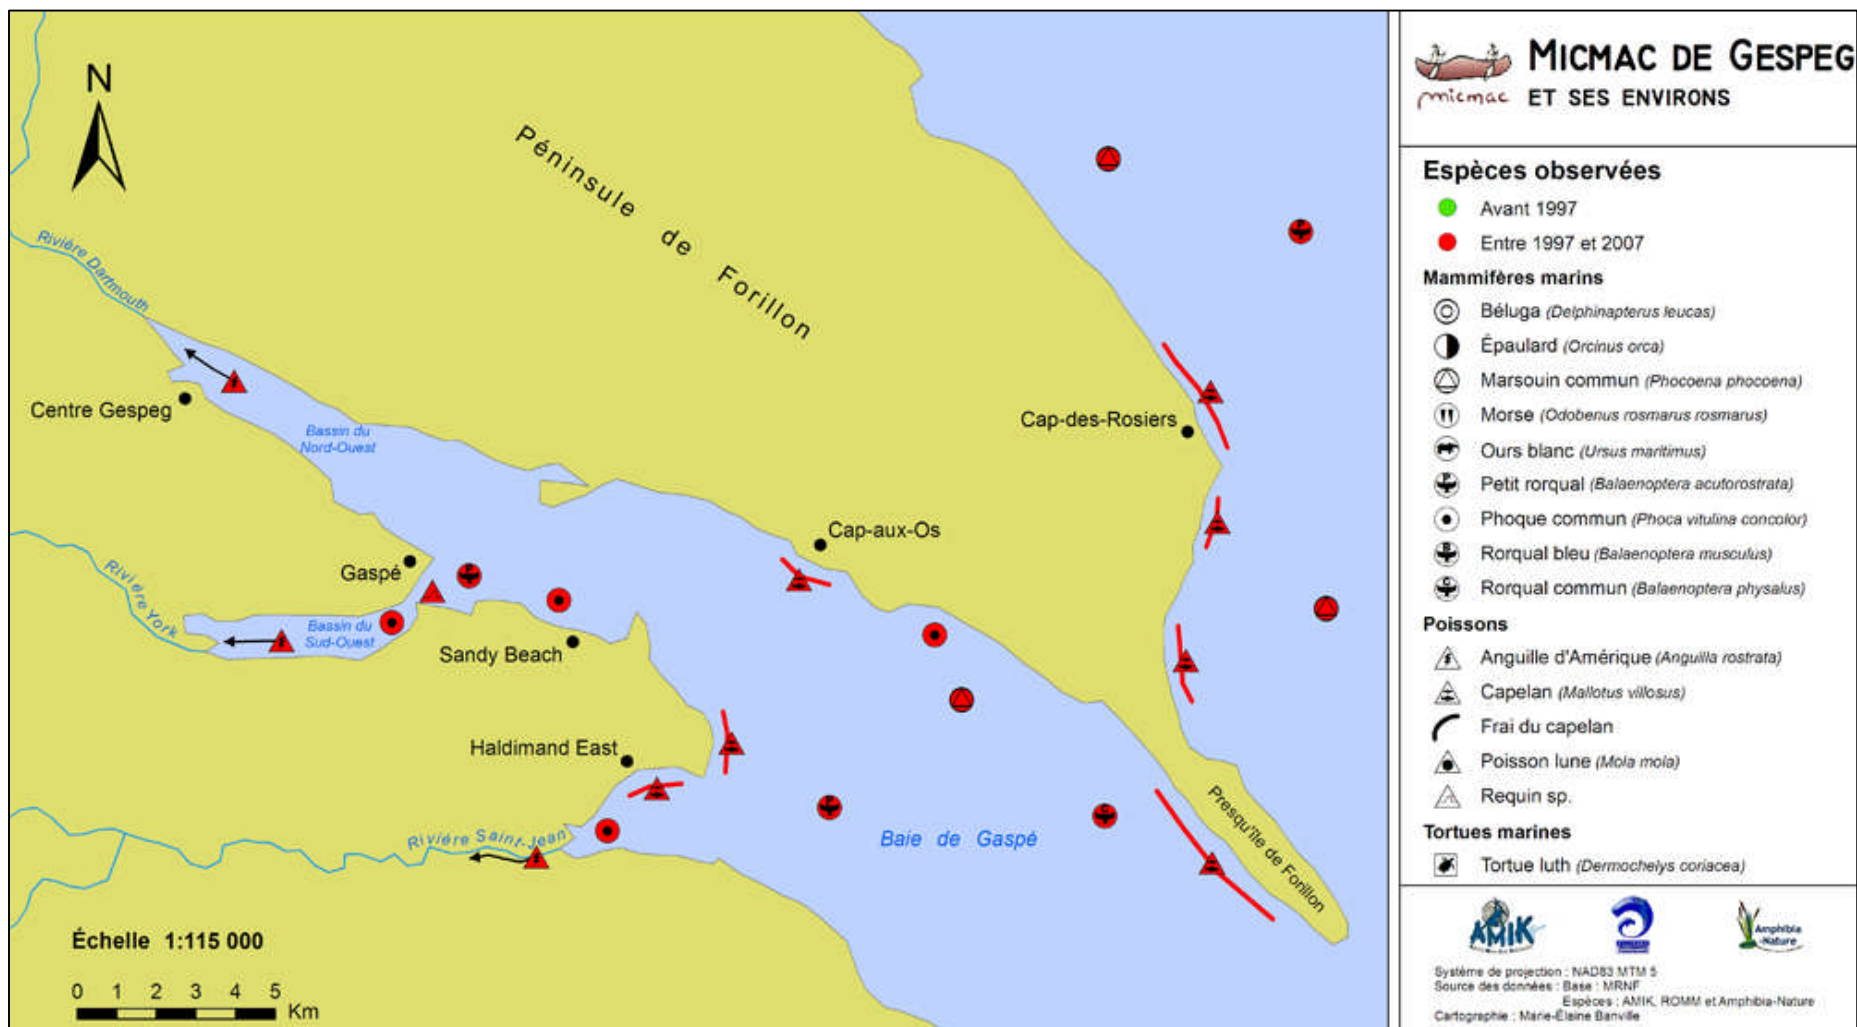 N
Péninsule de Forillon
Rivière Dartmouth
Centre Gespeg
Bassin du
Nord-Ouest
Cap-des-Rosiers
Cap-aux-Os
Gaspé
Rivière York
Bassin du
Sud-Ouest
Sandy Beach
Haldimand East
Rivière Saint-Jean
Baie de Gaspé
Presqu'île de Forillon
Échelle 1:115 000
0 1 2 3 4 5
Km
micmac
MICMAC DE GESPEG
ET SES ENVIRONS
Espèces observées
Avant 1997
Entre 1997 et 2007
Mammifères marins
Béluga (Delphinapterus leucas)
Épaulard (Orcinus orca)
Marsouin commun (Phocoena phocoena)
Morse (Odobenus rosmarus rosmarus)
Ours blanc (Ursus maritimus)
P Petit rorqual (Balaenoptera acutorostrata)
Phoque commun (Phoca vitulina concolor)
B Rorqual bleu (Balaenoptera musculus)
C Rorqual commun (Balaenoptera physalus)
Poissons
Anguille d'Amérique (Anguilla rostrata)
Capelan (Mallotus villosus)
Frai du capelan
Poisson lune (Mola mola)
Requin sp.
Tortues marines
Tortue luth (Dermochelys coriacea)
AMIK
Amphibia
-Nature
Système de projection : NAD83 MTM 5
Source des données : Base : MRNF
Espèces : AMIK, ROMM et Amphibia-Nature
Cartographie : Marie-Élaine Banville